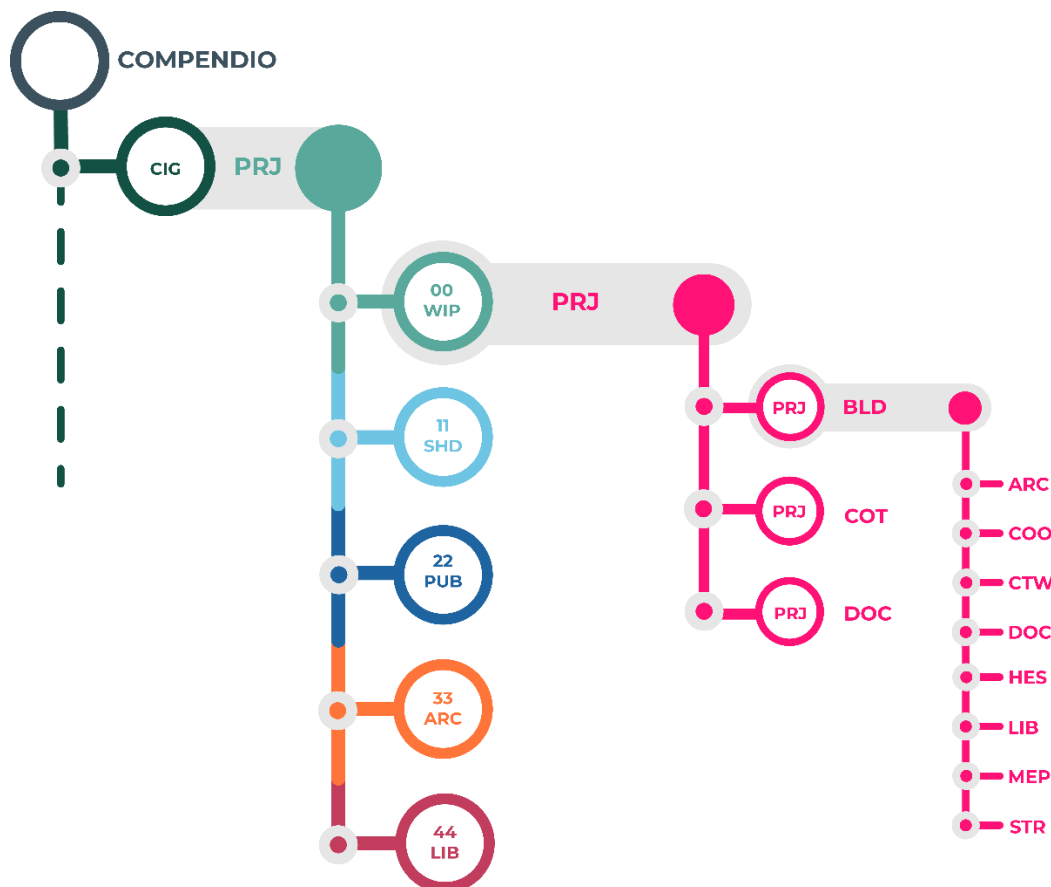 COMPENDIO
CIG
PRJ
00
WIP
PRJ
11
SHD
22
PUB
33
ARC
44
LIB
PRJ
BLD
PRJ
COT
PRJ
DOC
ARC
COO
CTW
DOC
HES
LIB
MEP
STR